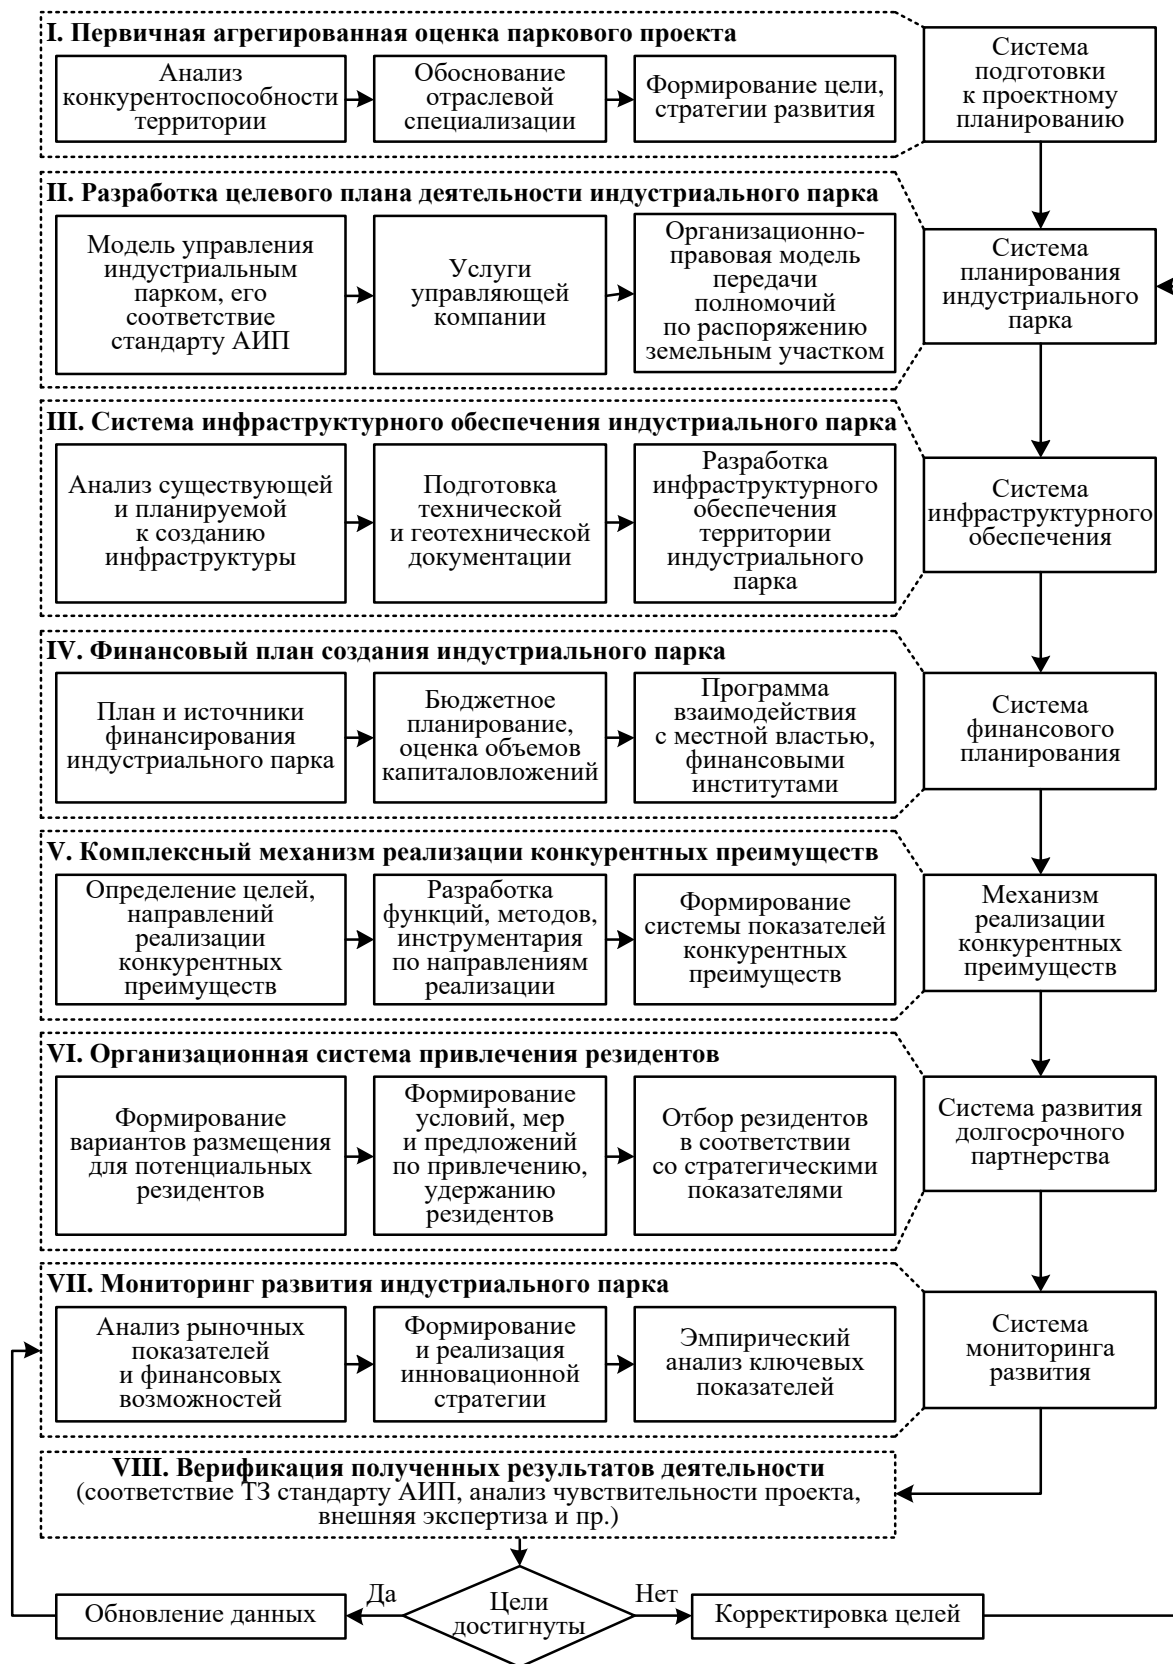 I. Первичная агрегированная оценка паркового проекта
Анализ
конкурентоспособности
территории
Обоснование
отраслевой
специализации
Формирование цели,
стратегии развития
Система
подготовки
к проектному
планированию
II. Разработка целевого плана деятельности индустриального парка
Модель управления
индустриальным
парком, его
соответствие
стандарту АИП
Услуги
управляющей
компании
Организационно-
правовая модель
передачи
полномочий
по распоряжению
земельным участком
Система
планирования
индустриального
парка
III. Система инфраструктурного обеспечения индустриального парка
Анализ существующей
и планируемой
к созданию
инфраструктуры
Подготовка
технической
и геотехнической
документации
Разработка
инфраструктурного
обеспечения
территории
индустриального
парка
Система
инфраструктурного
обеспечения
IV. Финансовый план создания индустриального парка
План и источники
финансирования
индустриального парка
Бюджетное
планирование,
оценка объемов
капиталовложений
Программа
взаимодействия
с местной властью,
финансовыми
институтами
Система
финансового
планирования
V. Комплексный механизм реализации конкурентных преимуществ
Определение целей,
направлений
реализации
конкурентных
преимуществ
Разработка
функций, методов,
инструментария
по направлениям
реализации
Формирование
системы показателей
конкурентных
преимуществ
Механизм
реализации
конкурентных
преимуществ
VI. Организационная система привлечения резидентов
Формирование
вариантов размещения
для потенциальных
резидентов
Формирование
условий, мер
и предложений
по привлечению,
удержанию
резидентов
Отбор резидентов
в соответствии
со стратегическими
показателями
Система развития
долгосрочного
партнерства
VII. Мониторинг развития индустриального парка
Анализ рыночных
показателей
и финансовых
возможностей
Формирование
и реализация
инновационной
стратегии
Эмпирический
анализ ключевых
показателей
Система
мониторинга
развития
VIII. Верификация полученных результатов деятельности
(соответствие ТЗ стандарту АИП, анализ чувствительности проекта,
внешняя экспертиза и пр.)
Обновление данных
Да
Цели
достигнуты
Нет
Корректировка целей